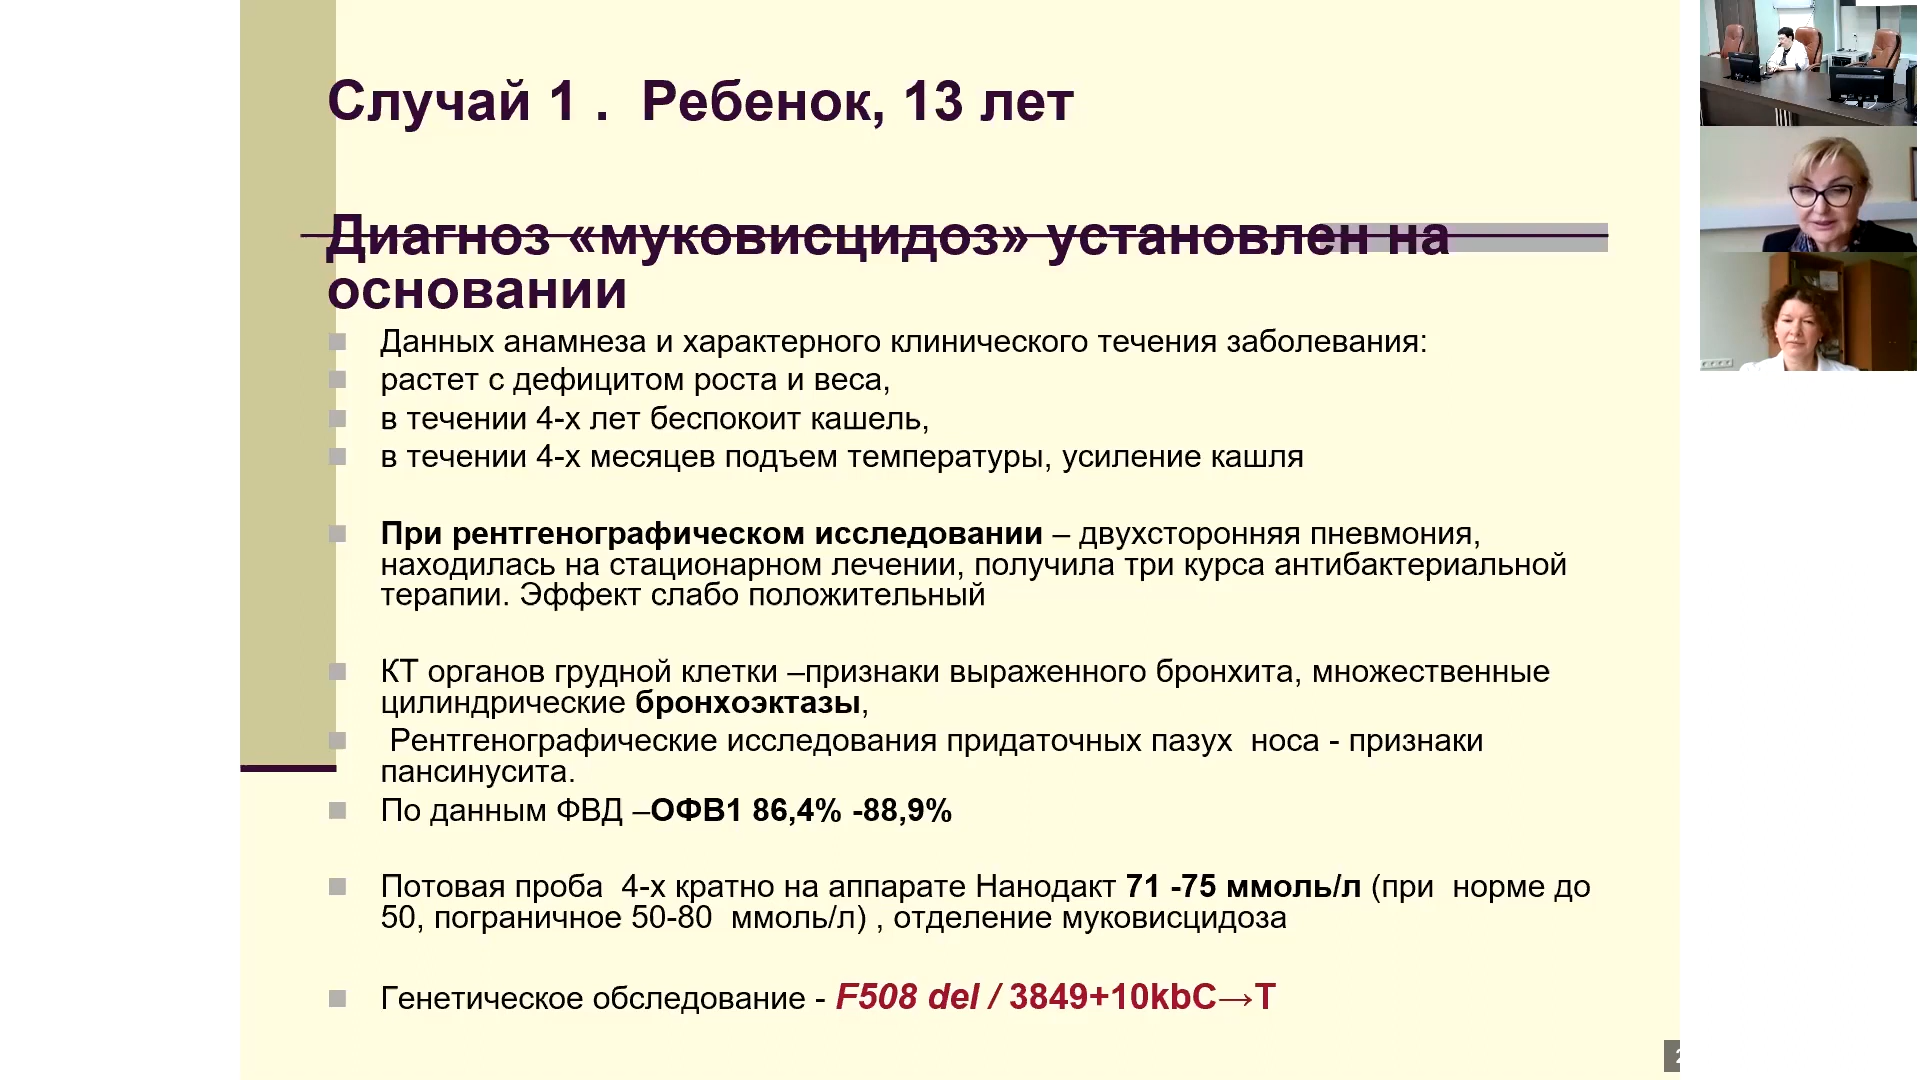 Случай 1 .  Ребенок, 13 лет
Диагноз «муковисцидоз» установлен на
основании
Данных анамнеза и характерного клинического течения заболевания:
растет с дефицитом роста и веса,
в течении 4-х лет беспокоит кашель,
в течении 4-х месяцев подъем температуры, усиление кашля
При рентгенографическом исследовании – двухсторонняя пневмония,
находилась на стационарном лечении, получила три курса антибактериальной
терапии. Эффект слабо положительный
КТ органов грудной клетки –признаки выраженного бронхита, множественные
цилиндрические бронхоэктазы,
Рентгенографические исследования придаточных пазух  носа - признаки
пансинусита.
По данным ФВД –ОФВ1 86,4% -88,9%
Потовая проба  4-х кратно на аппарате Нанодакт 71 -75 ммоль/л (при  норме до
50, пограничное 50-80  ммоль/л) , отделение муковисцидоза
Генетическое обследование - F508 del / 3849+10kbC→T